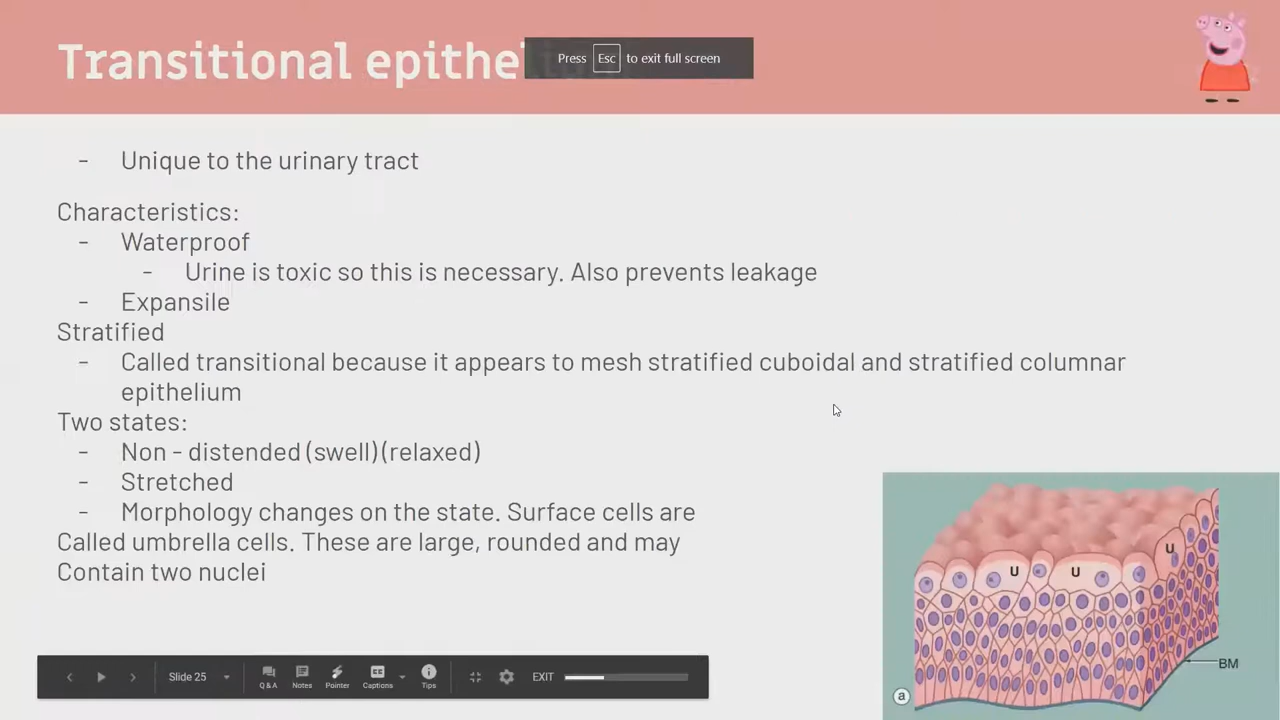 Transitional epithe
Press Esc to exit full screen
- Unique to the urinary tract
Characteristics:
- Waterproof
- Urine is toxic so this is necessary. Also prevents leakage
- Expansile
Stratified
- Called transitional because it appears to mesh stratified cuboidal and stratified columnar
epithelium
Two states:
- Non - distended (swell)(relaxed)
- Stretched
- Morphology changes on the state. Surface cells are
Called umbrella cells. These are large, rounded and may
Contain two nuclei
U
U
U
BM
a
Slide 25
Q & A
Notes
Pointer
Captions
Tips
EXIT